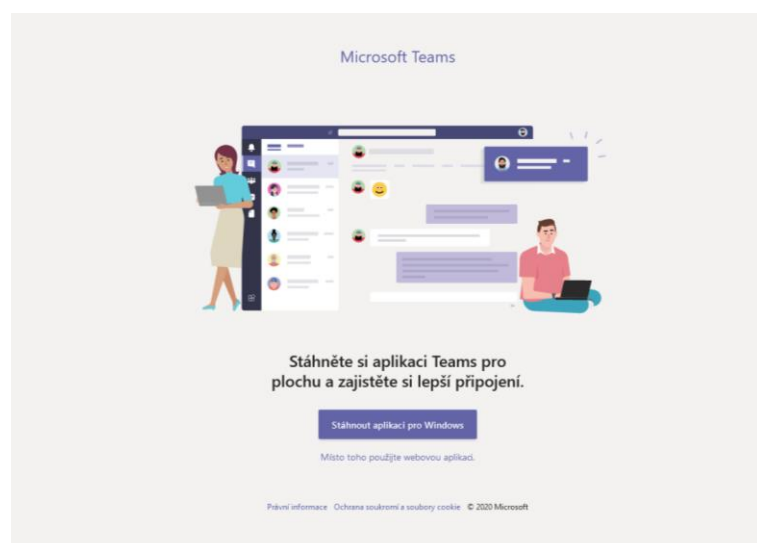 Microsoft Teams
Stáhněte si aplikaci Teams pro
plochu a zajistěte si lepší připojení.
Stáhnout aplikaci pro Windows
Místo toho použijte webovou aplikaci.
Právní informace Ochrana soukromí a soubory cookie © 2020 Microsoft